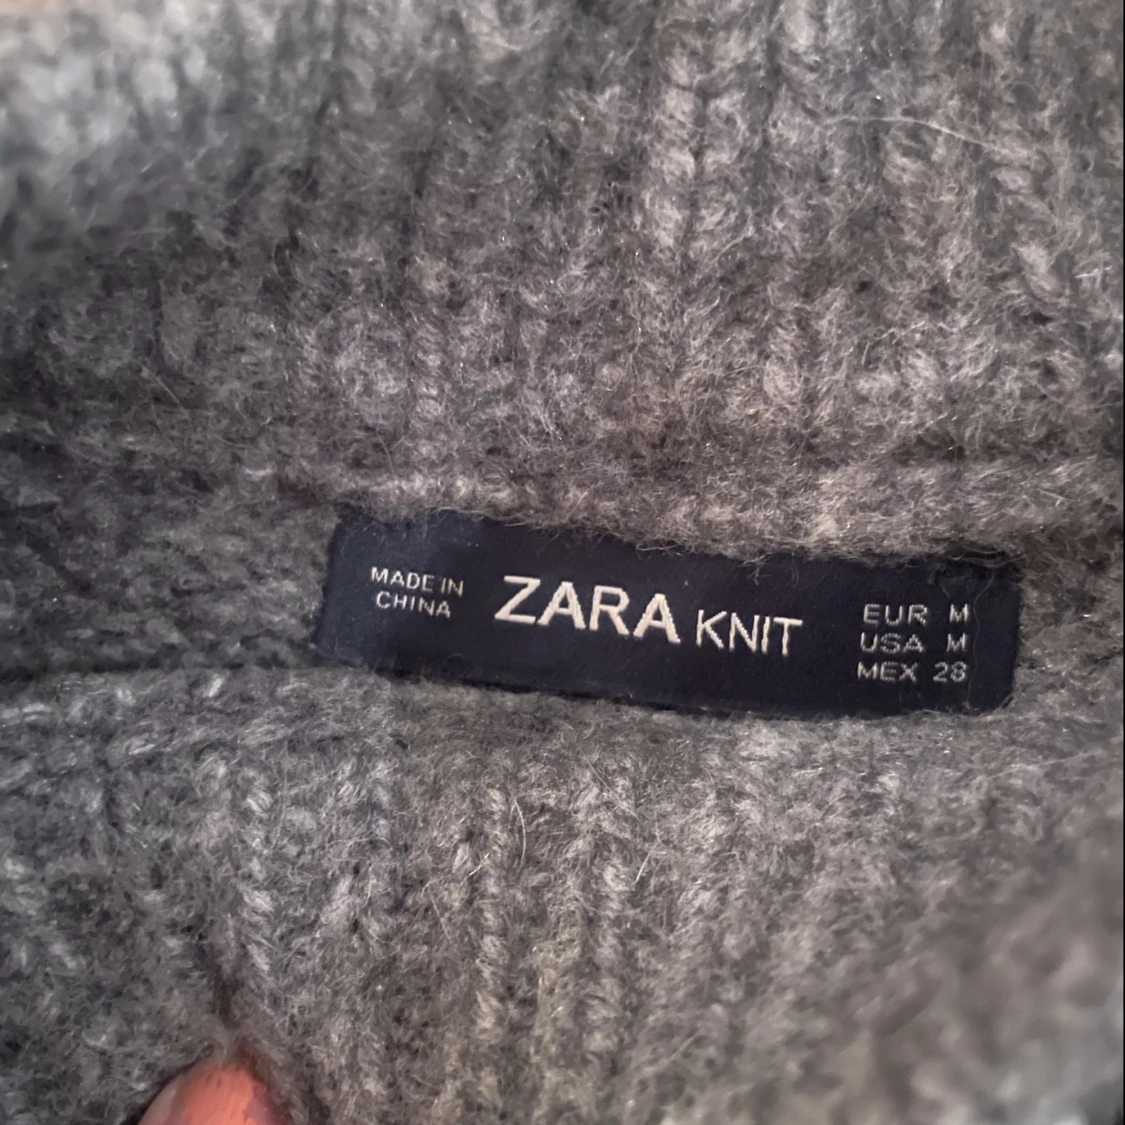 MADE IN
CHINA
ZARA KNIT
EUR M
USA M
MEX 28